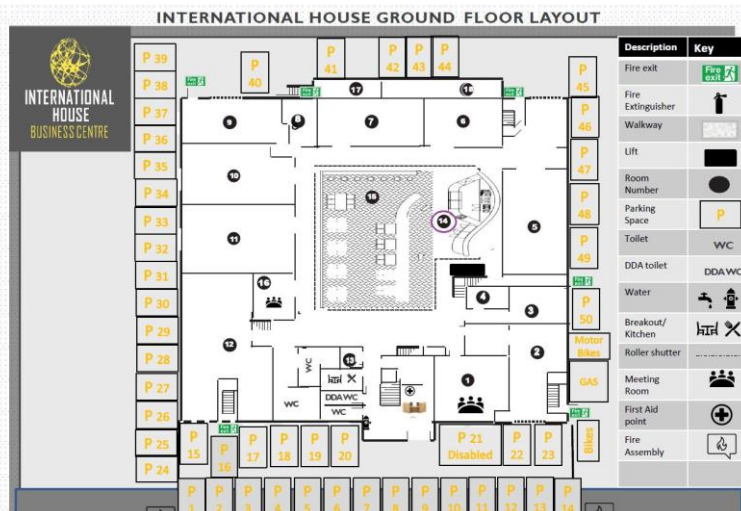 INTERNATIONAL HOUSE GROUND FLOOR LAYOUT
INTERNATIONAL
HOUSE
BUSINESS CENTRE
P 39
P 38
P 37
P 36
P 35
P 34
P 33
P 32
P 31
P 30
P 29
P 28
P 27
P 26
P 25
P 24
P
40
P
41
P
42
P
43
P
44
P
45
P
46
P
47
P
48
P
49
P
50
Motor
Bikes
GAS
Bikes
17
9
7
6
10
15
14
5
11
16
4
3
12
13
2
1
WC
WC
DDA WC
WC
P
15
P
16
P
17
P
18
P
19
P
20
P 21
Disabled
P
22
P
23
P
1
P
2
P
3
P
4
P
5
P
6
P
7
P
8
P
9
P
10
P
11
P
12
P
13
P
14
Description Key
Fire exit
Fire
exit
Fire
Extinguisher
Walkway
Lift
Room
Number
Parking
Space
P
Toilet
WC
DDA toilet
DDA WC
Water
Breakout/
Kitchen
Roller shutter
Meeting
Room
First Aid
point
Fire
Assembly